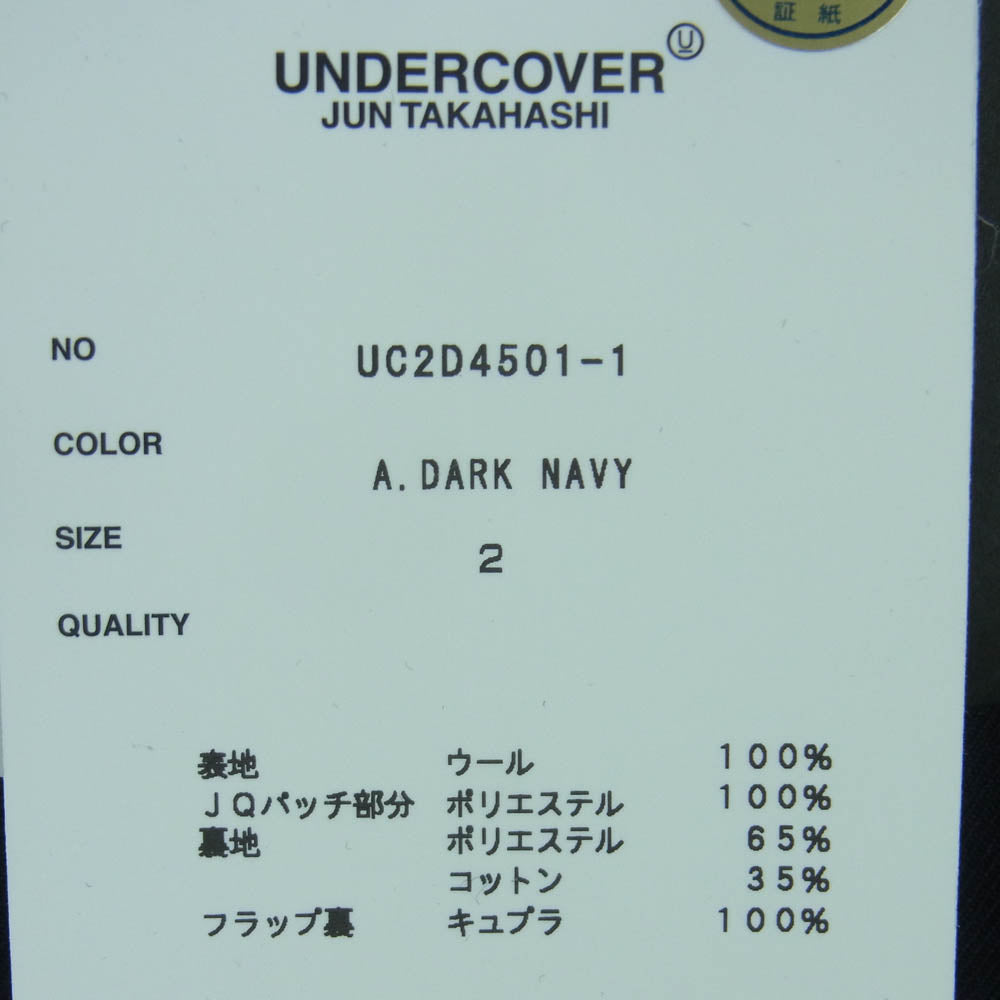 証紙
UNDERCOVER U
JUN TAKAHASHI
NO UC2D4501-1
COLOR A. DARK NAVY
SIZE 2
QUALITY
表地 ウール 100%
JQパッチ部分 ポリエステル 100%
裏地 ポリエステル 65%
コットン 35%
フラップ裏 キュプラ 100%